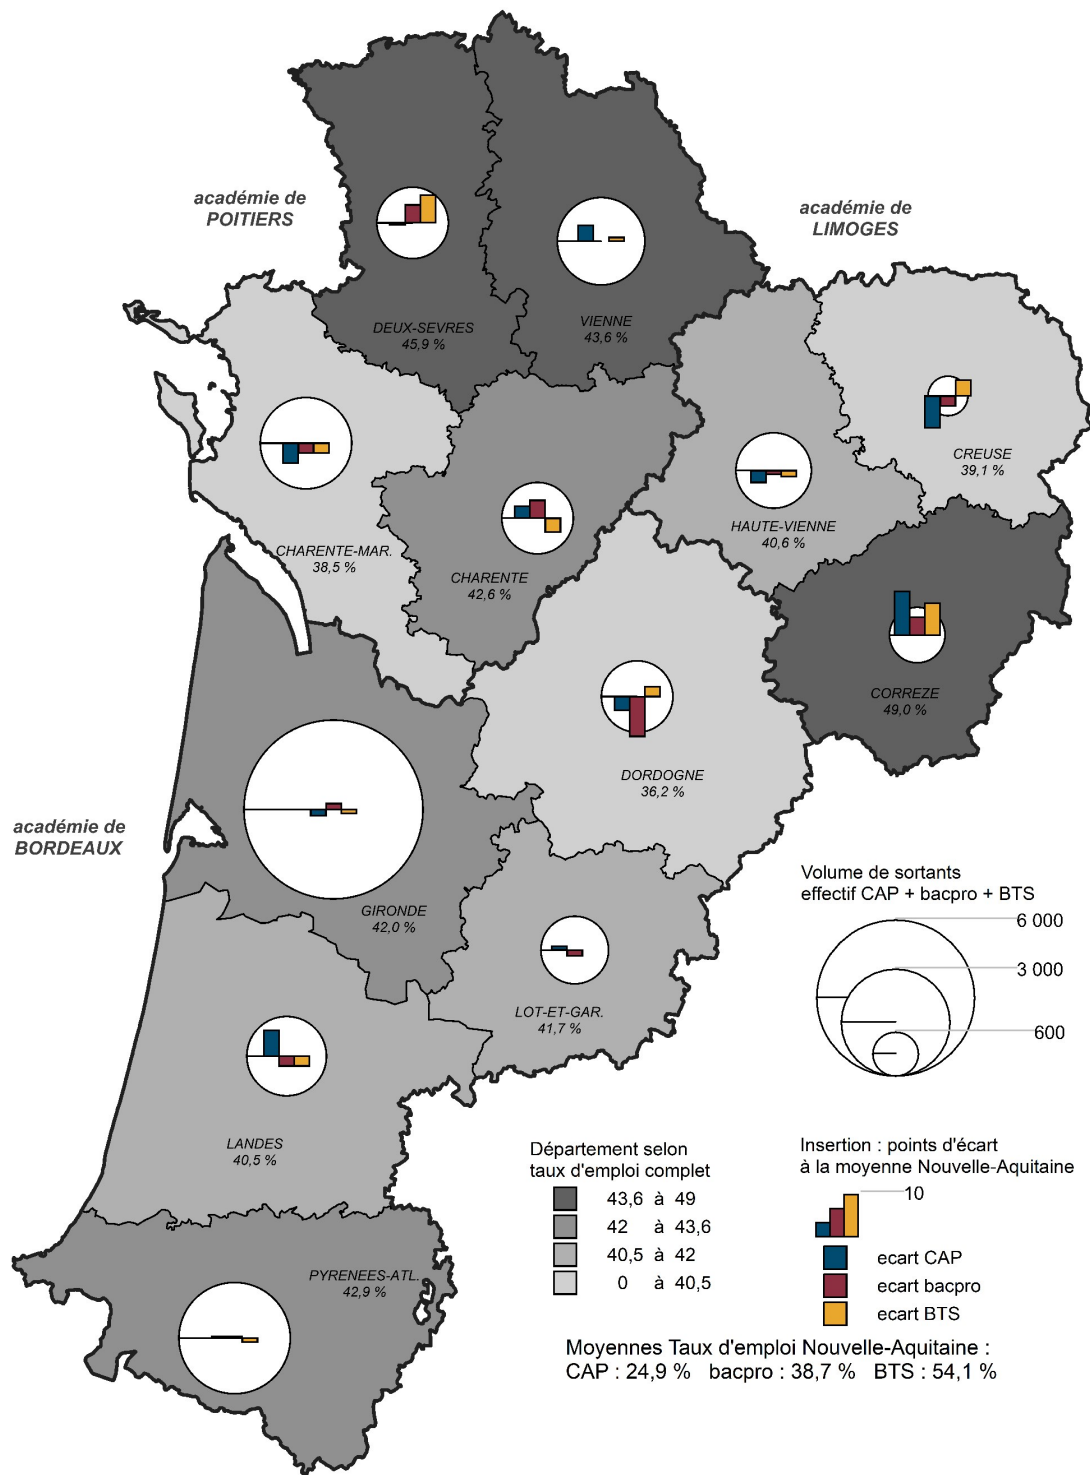 académie de
POITIERS
académie de
LIMOGES
DEUX-SEVRES
45,9 %
VIENNE
43,6 %
CREUSE
39,1 %
HAUTE-VIENNE
40,6 %
CHARENTE-MAR.
38,5 %
CHARENTE
42,6 %
CORREZE
49,0 %
DORDOGNE
36,2 %
académie de
BORDEAUX
GIRONDE
42,0 %
LOT-ET-GAR.
41,7 %
LANDES
40,5 %
PYRENEES-ATL.
42,9 %
Volume de sortants
effectif CAP + bacpro + BTS
6 000
3 000
600
Département selon
taux d'emploi complet
43,6 à 49
42 à 43,6
40,5 à 42
0 à 40,5
Insertion : points d'écart
à la moyenne Nouvelle-Aquitaine
10
ecart CAP
ecart bacpro
ecart BTS
Moyennes Taux d'emploi Nouvelle-Aquitaine :
CAP : 24,9 % bacpro : 38,7 % BTS : 54,1 %